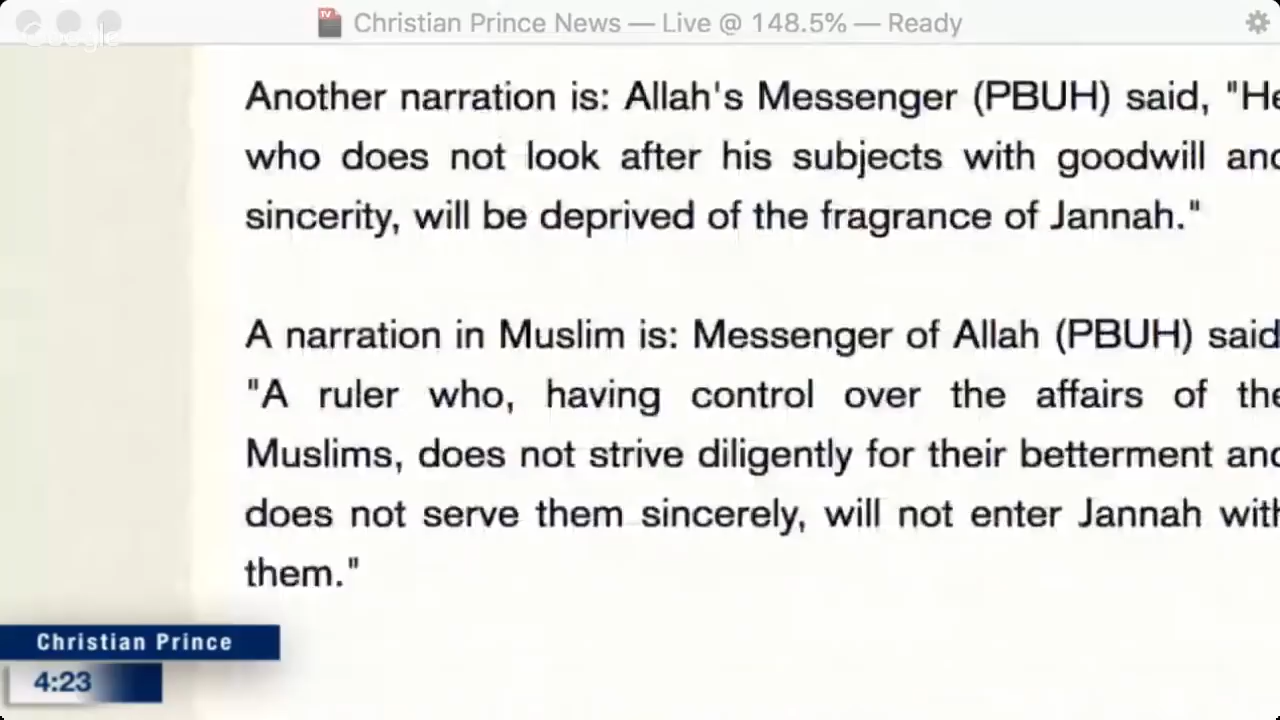 Christian Prince News — Live @ 148.5% — Ready
Google
Another narration is: Allah's Messenger (PBUH) said, "He
who does not look after his subjects with goodwill and
sincerity, will be deprived of the fragrance of Jannah."
A narration in Muslim is: Messenger of Allah (PBUH) said
"A ruler who, having control over the affairs of the
Muslims, does not strive diligently for their betterment and
does not serve them sincerely, will not enter Jannah with
them."
Christian Prince
4:23